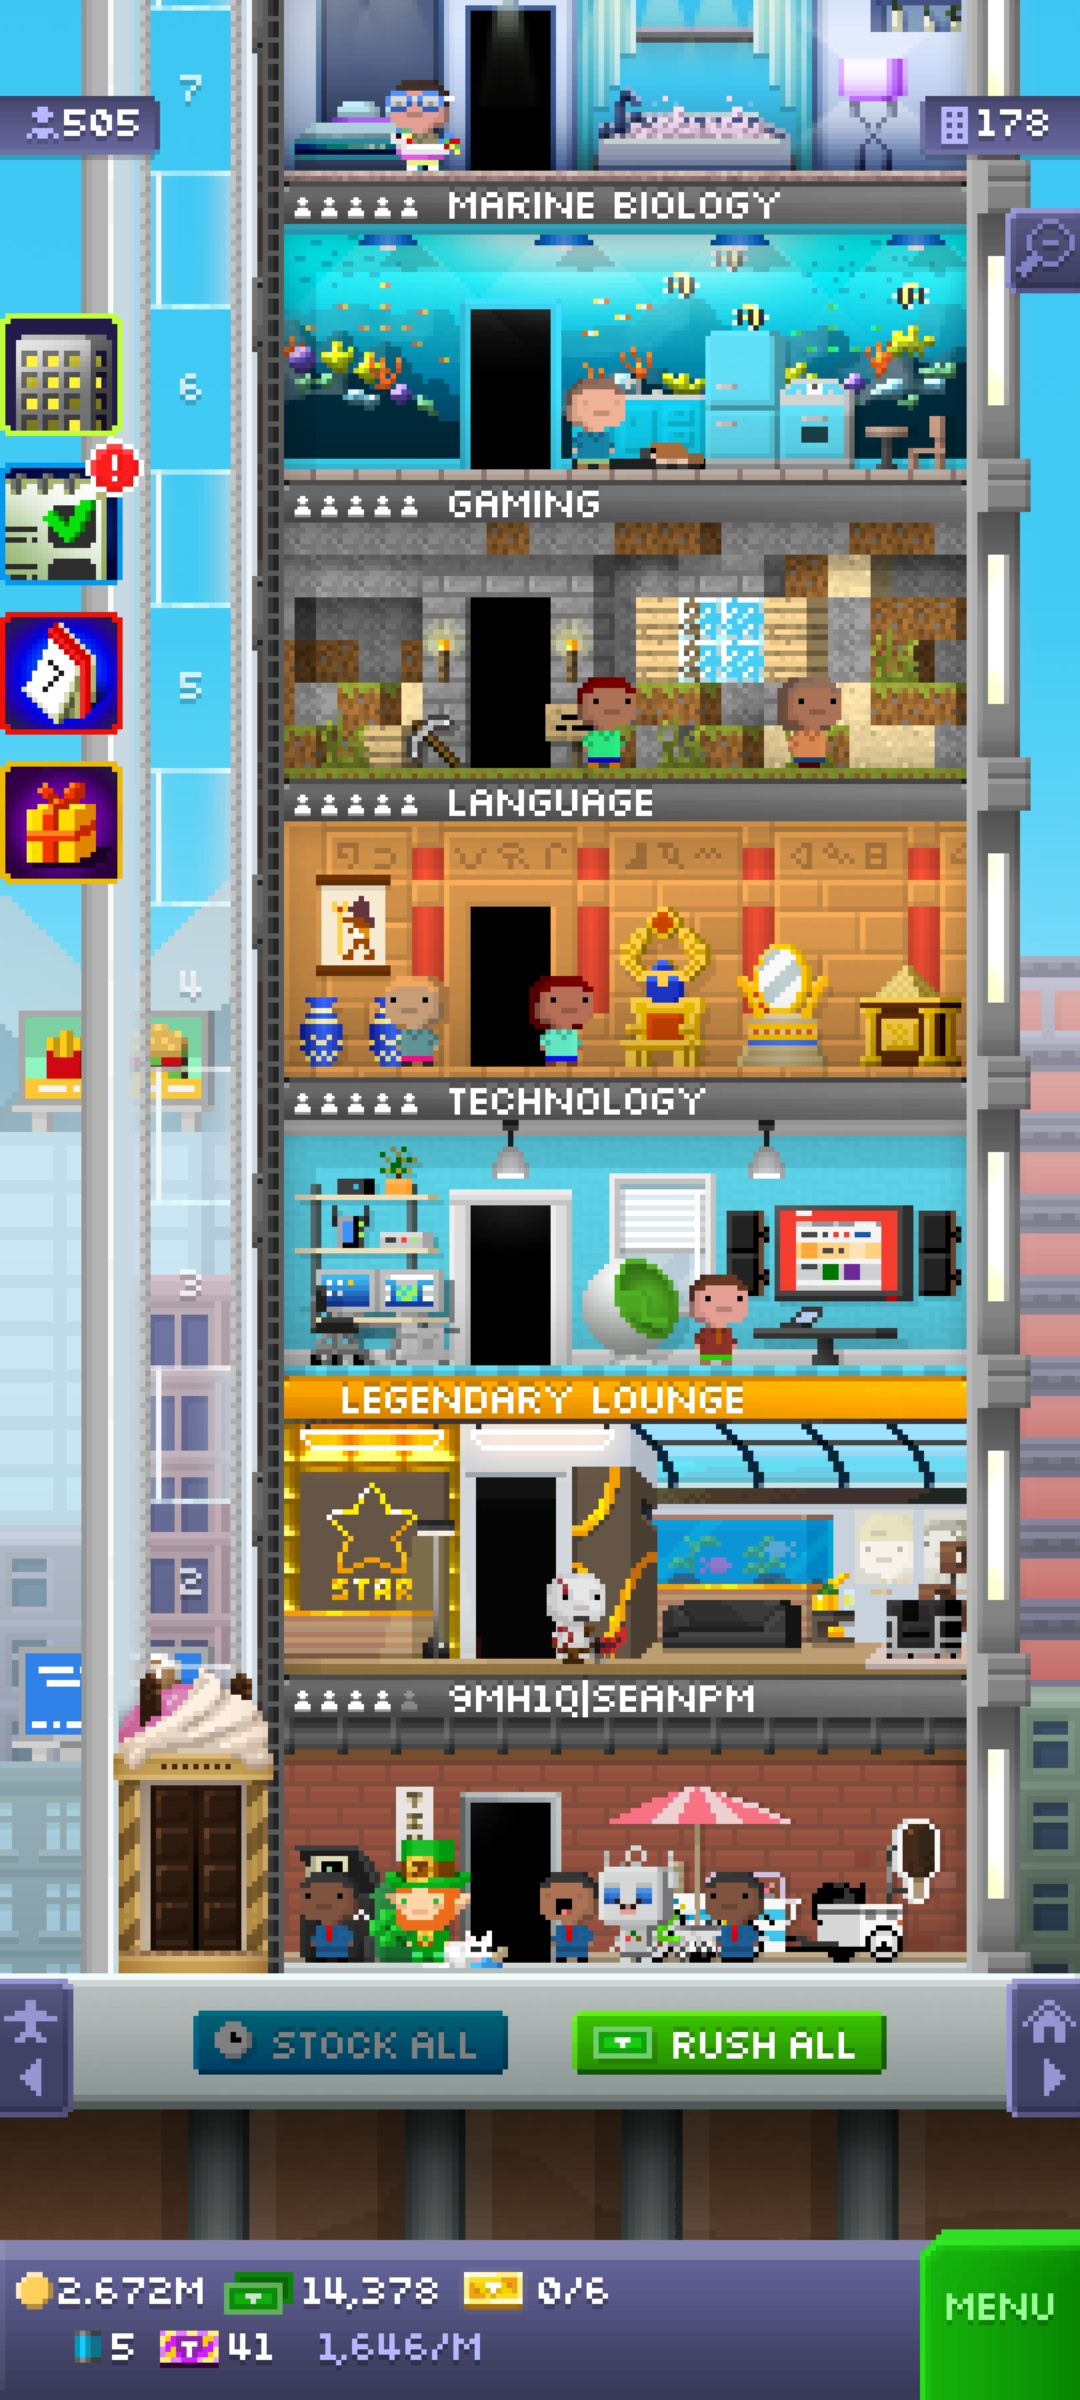 7
505
178
MARINE BIOLOGY
6
GAMING
5
LANGUAGE
4
TECHNOLOGY
3
LEGENDARY LOUNGE
STAR
2
9MH1Q|SEANPM
STOCK ALL
RUSH ALL
2.672M 14,378 0/6
5 41 1,646/M
MENU